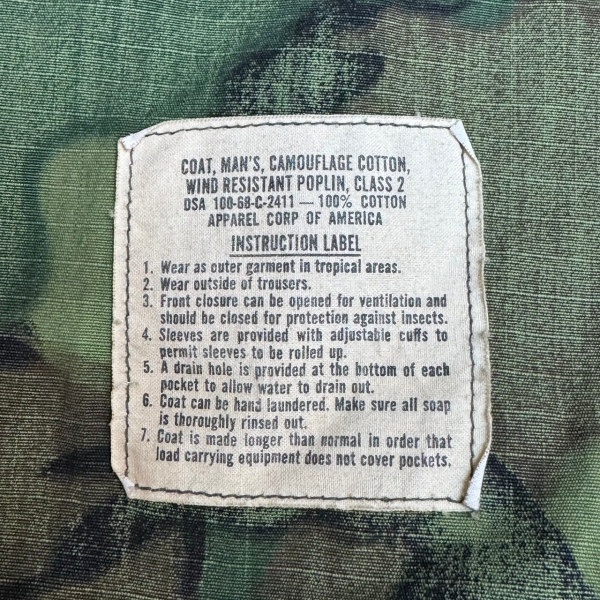 COAT, MAN'S, CAMOUFLAGE COTTON,
WIND RESISTANT POPLIN, CLASS 2
DSA 100-68-C-2411 — 100% COTTON
APPAREL CORP OF AMERICA
INSTRUCTION LABEL
1. Wear as outer garment in tropical areas.
2. Wear outside of trousers.
3. Front closure can be opened for ventilation and
should be closed for protection against insects.
4. Sleeves are provided with adjustable cuffs to
permit sleeves to be rolled up.
5. A drain hole is provided at the bottom of each
pocket to allow water to drain out.
6. Coat can be hand laundered. Make sure all soap
is thoroughly rinsed out.
7. Coat is made longer than normal in order that
load carrying equipment does not cover pockets.